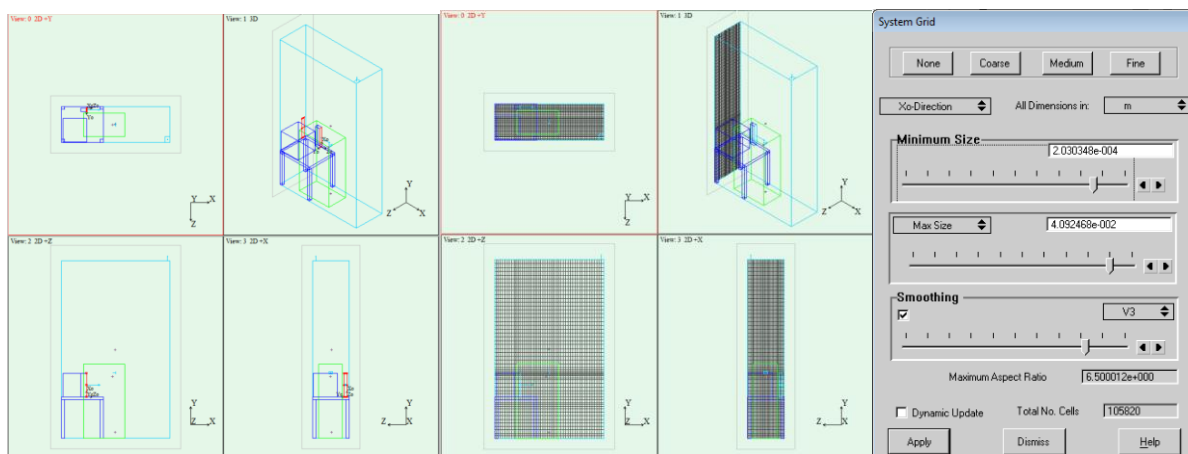 View: 0 2D +Y
View: 1 3D
View: 0 2D +Y
View: 1 3D
Y
X
Z
Y
Z
X
Y
X
Z
Y
Z
X
View: 2 2D +Z
View: 3 2D +X
View: 2 2D +Z
View: 3 2D +X
Y
Z
X
Y
Z
X
Y
Z
X
Y
Z
X
System Grid
None
Coarse
Medium
Fine
Xo-Direction
All Dimensions in:
m
Minimum Size
2.030348e-004
Max Size
4.092468e-002
Smoothing
V3
Maximum Aspect Ratio
6.500012e+000
Dynamic Update
Total No. Cells
105820
Apply
Dismiss
Help